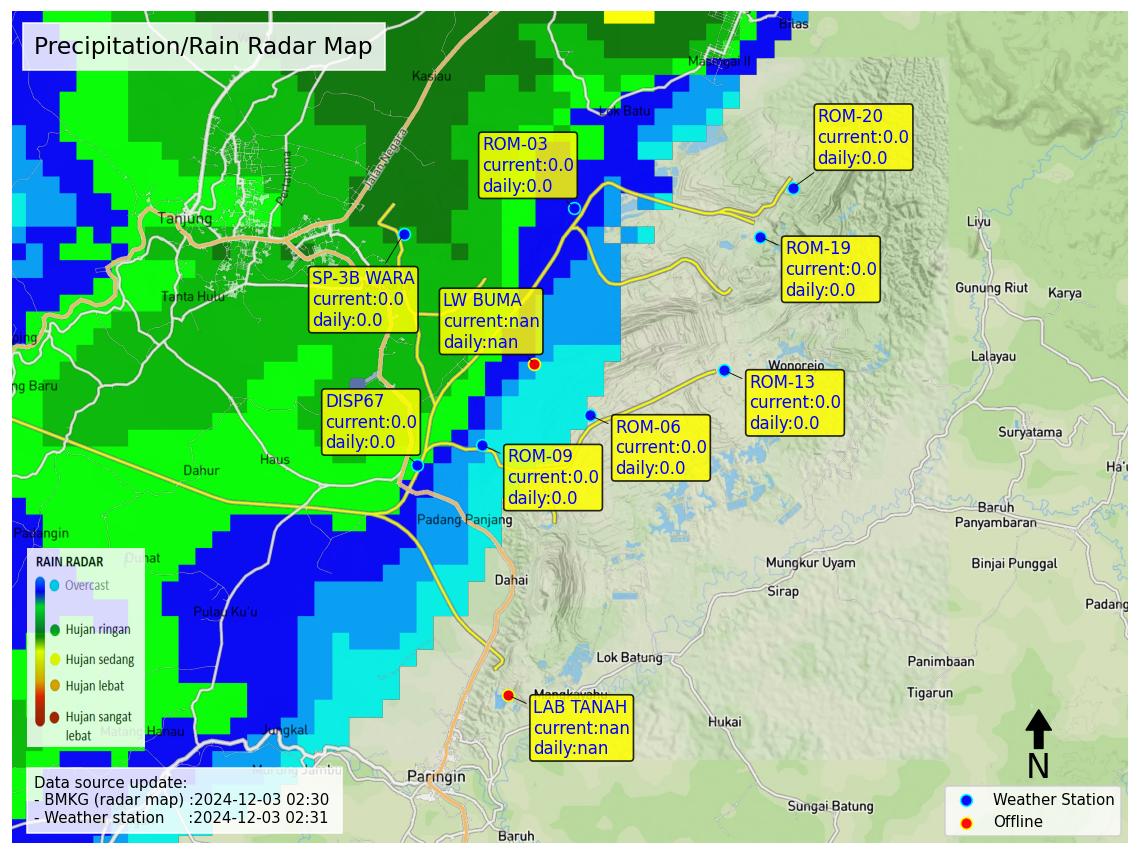 Precipitation/Rain Radar Map
Bilas
Kasiau
Lok Batu
Jalan Negara
Pertamina
Tanjung
Tanta Hulu
ROM-03
current:0.0
daily:0.0
ROM-20
current:0.0
daily:0.0
SP-3B WARA
current:0.0
daily:0.0
LW BUMA
current:nan
daily:nan
ROM-19
current:0.0
daily:0.0
Liyu
Gunung Riut
Karya
Lalayau
Wonorejo
ROM-13
current:0.0
daily:0.0
ng Baru
DISP67
current:0.0
daily:0.0
ROM-06
current:0.0
daily:0.0
ROM-09
current:0.0
daily:0.0
Suryatama
Dahur
Haus
Padang Panjang
Baruh
Panyambaran
Padangin
Mungkur Uyam
Binjai Punggal
Dahai
Sirap
Padang
Pulau Ku'u
RAIN RADAR
Overcast
Hujan ringan
Hujan sedang
Hujan lebat
Hujan sangat
lebat
Lok Batung
Panimbaan
Tigarun
LAB TANAH
current:nan
daily:nan
Hukai
Jungkal
Murung Jambu
Paringin
Sungai Batung
Baruh
Data source update:
- BMKG (radar map) :2024-12-03 02:30
- Weather station :2024-12-03 02:31
N
Weather Station
Offline